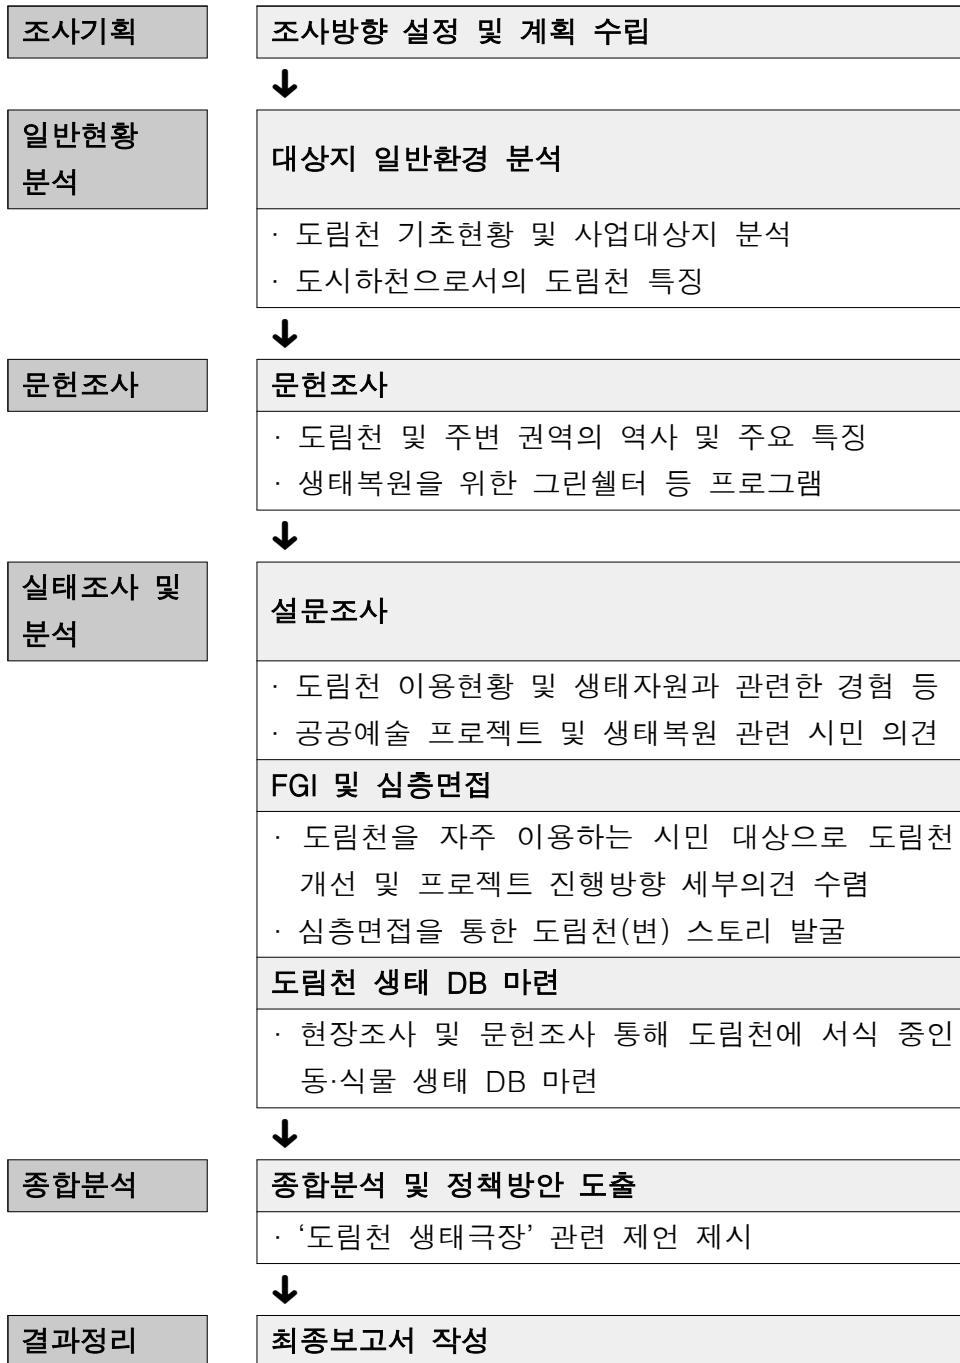 조사기획
조사방향 설정 및 계획 수립
일반현황
분석
대상지 일반환경 분석
· 도림천 기초현황 및 사업대상지 분석
· 도시하천으로서의 도림천 특징
문헌조사
문헌조사
· 도림천 및 주변 권역의 역사 및 주요 특징
· 생태복원을 위한 그린쉘터 등 프로그램
실태조사 및
분석
설문조사
· 도림천 이용현황 및 생태자원과 관련한 경험 등
· 공공예술 프로젝트 및 생태복원 관련 시민 의견
FGI 및 심층면접
· 도림천을 자주 이용하는 시민 대상으로 도림천
개선 및 프로젝트 진행방향 세부의견 수렴
· 심층면접을 통한 도림천(변) 스토리 발굴
도림천 생태 DB 마련
· 현장조사 및 문헌조사 통해 도림천에 서식 중인
동·식물 생태 DB 마련
종합분석
종합분석 및 정책방안 도출
· ‘도림천 생태극장’ 관련 제언 제시
결과정리
최종보고서 작성